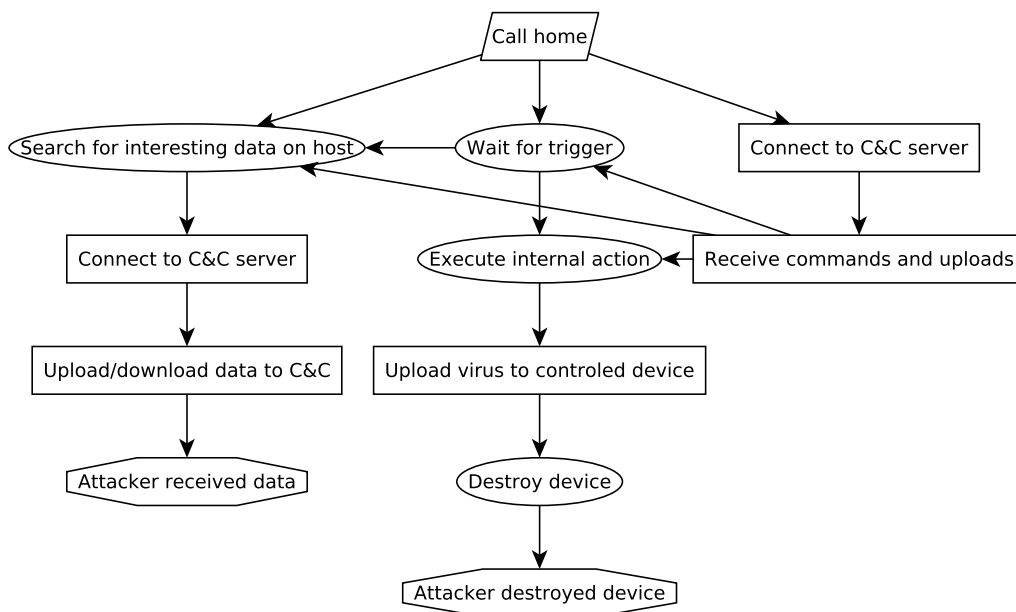 Call home
Search for interesting data on host
Wait for trigger
Connect to C&C server
Connect to C&C server
Execute internal action
Receive commands and uploads
Upload/download data to C&C
Upload virus to controled device
Attacker received data
Destroy device
Attacker destroyed device